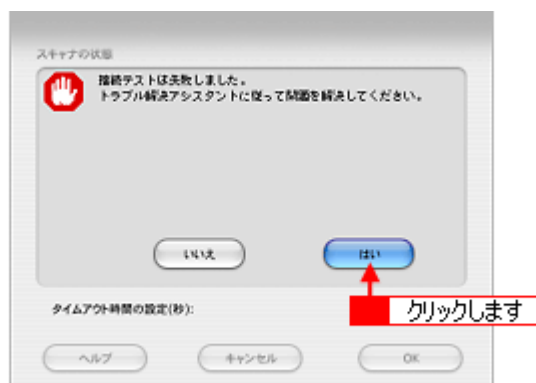 スキャナの状態
接続テストは失敗しました。
トラブル解決アシスタントに従って問題を解決してください。
いいえ
はい
タイムアウト時間の設定(秒):
クリックします
ヘルプ
キャンセル
OK